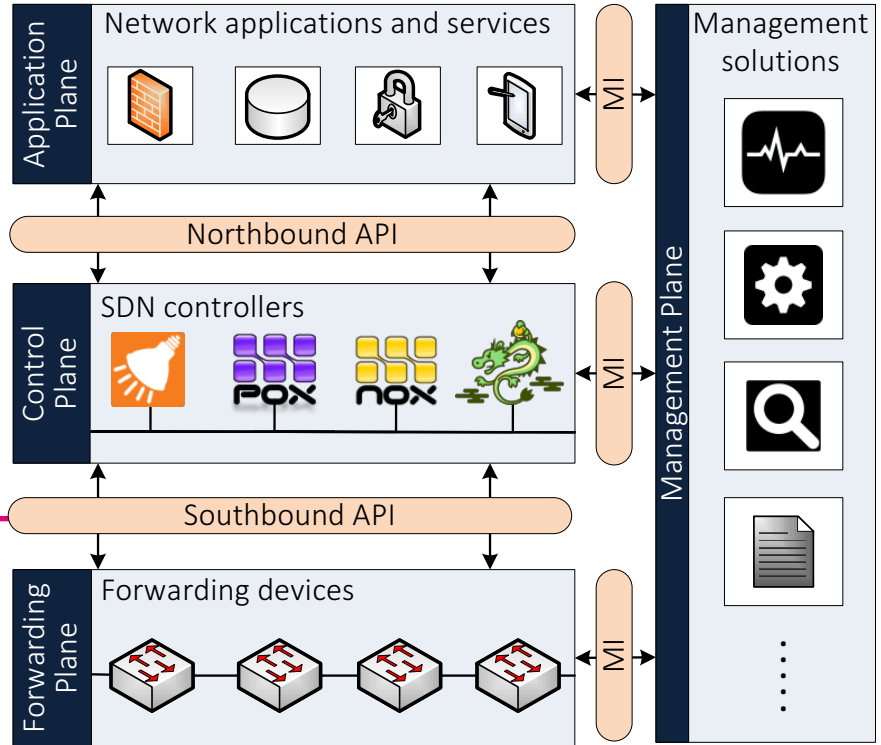 Application
Plane
Network applications and services
MI
Management
solutions
Northbound API
Control
Plane
SDN controllers
POX
nox
MI
Management Plane
Southbound API
Forwarding
Plane
Forwarding devices
MI